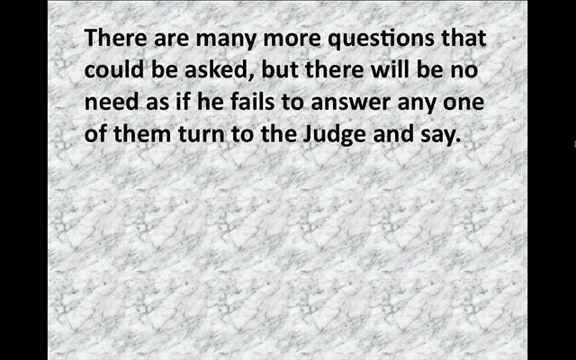 There are many more questions that
could be asked, but there will be no
need as if he fails to answer any one
of them turn to the Judge and say.